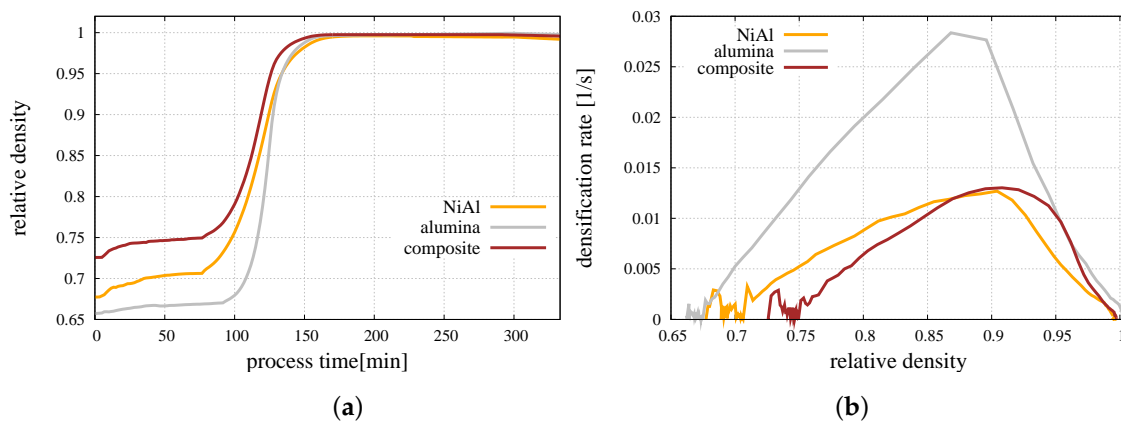 1
0.95
0.9
0.85
0.8
0.75
0.7
0.65
relative density
0 50 100 150 200 250 300
process time[min]
NiAl
alumina
composite
(a)
0.03
0.025
0.02
0.015
0.01
0.005
0
densification rate [1/s]
0.65 0.7 0.75 0.8 0.85 0.9 0.95 1
relative density
NiAl
alumina
composite
(b)